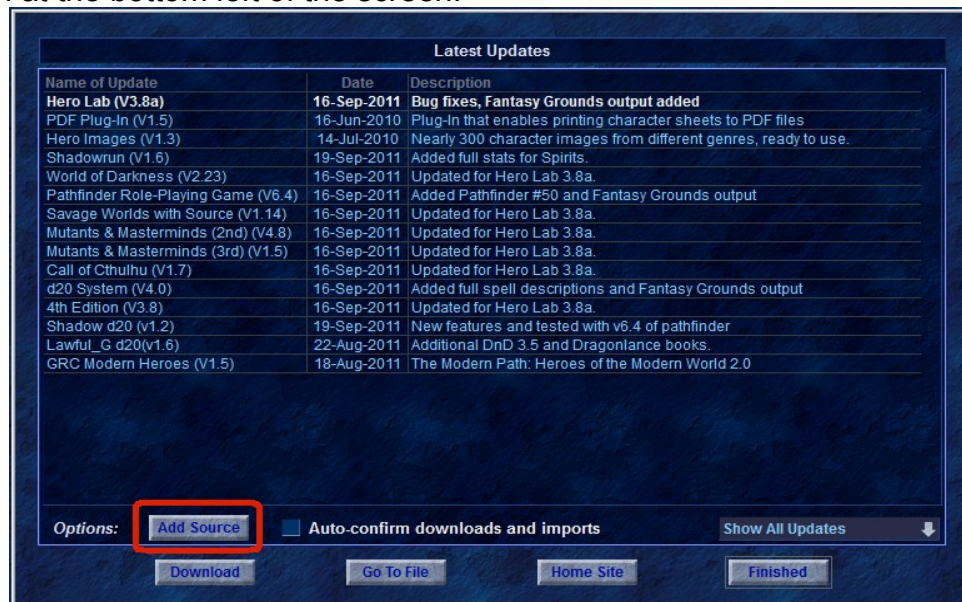 at the bottom left of the screen.
Latest Updates
Name of Update Date Description
Hero Lab (V3.8a) 16-Sep-2011 Bug fixes, Fantasy Grounds output added
PDF Plug-In (V1.5) 16-Jun-2010 Plug-In that enables printing character sheets to PDF files
Hero Images (V1.3) 14-Jul-2010 Nearly 300 character images from different genres, ready to use.
Shadowrun (V1.6) 19-Sep-2011 Added full stats for Spirits.
World of Darkness (V2.23) 16-Sep-2011 Updated for Hero Lab 3.8a.
Pathfinder Role-Playing Game (V6.4) 16-Sep-2011 Added Pathfinder #50 and Fantasy Grounds output
Savage Worlds with Source (V1.14) 16-Sep-2011 Updated for Hero Lab 3.8a.
Mutants & Masterminds (2nd) (V4.8) 16-Sep-2011 Updated for Hero Lab 3.8a.
Mutants & Masterminds (3rd) (V1.5) 16-Sep-2011 Updated for Hero Lab 3.8a.
Call of Cthulhu (V1.7) 16-Sep-2011 Updated for Hero Lab 3.8a.
d20 System (V4.0) 16-Sep-2011 Added full spell descriptions and Fantasy Grounds output
4th Edition (V3.8) 16-Sep-2011 Updated for Hero Lab 3.8a.
Shadow d20 (v1.2) 19-Sep-2011 New features and tested with v6.4 of pathfinder
Lawful_G d20(v1.6) 22-Aug-2011 Additional DnD 3.5 and Dragonlance books.
GRC Modern Heroes (V1.5) 18-Aug-2011 The Modern Path: Heroes of the Modern World 2.0
Options: Add Source Auto-confirm downloads and imports Show All Updates
Download Go To File Home Site Finished